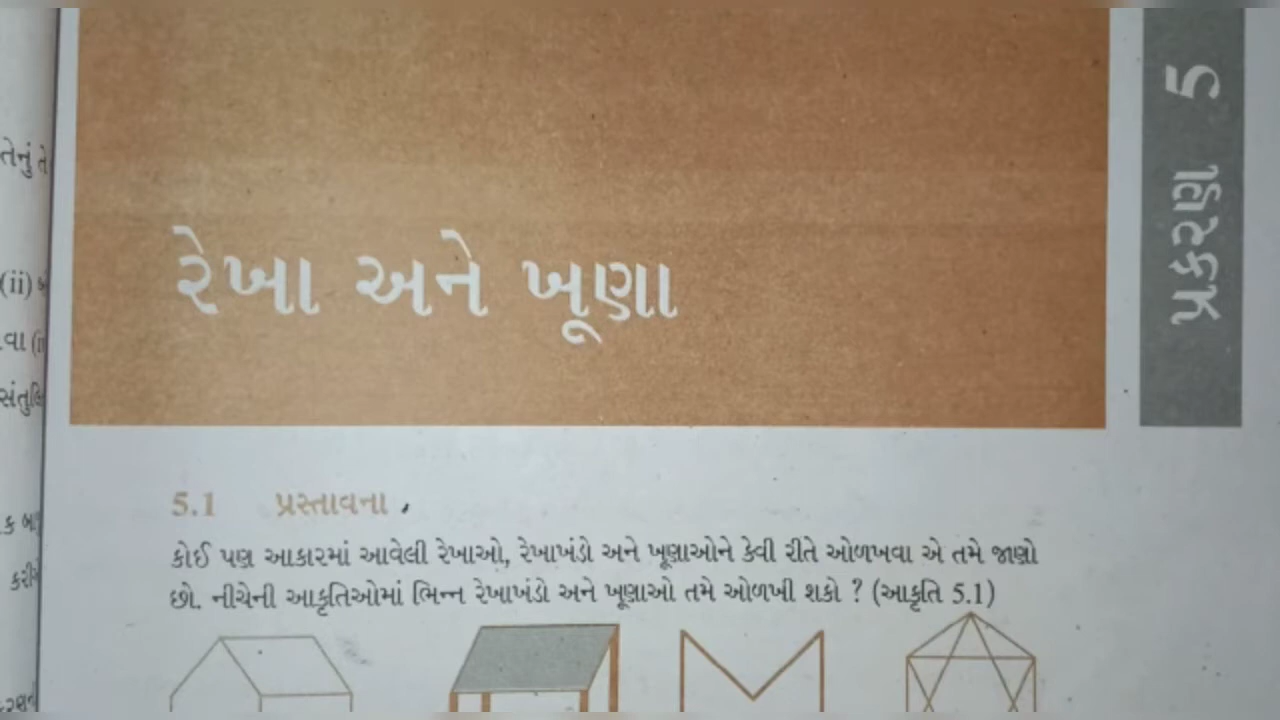 પ્રકરણ 5
રેખા અને ખૂણા
5.1 પ્રસ્તાવના
કોઈ પણ આકારમાં આવેલી રેખાઓ, રેખાખંડો અને ખૂણાઓને કેવી રીતે ઓળખવા એ તમે જાણો
છો. નીચેની આકૃતિઓમાં ભિન્ન રેખાખંડો અને ખૂણાઓ તમે ઓળખી શકો ? (આકૃતિ 5.1)
તેનું
(ii)